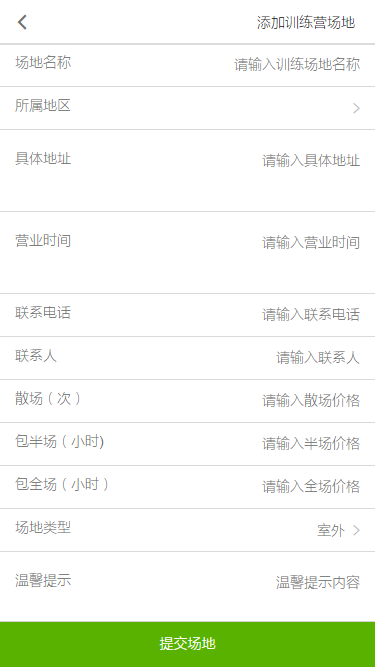 添加训练营场地
场地名称 请输入训练场地名称
所属地区
具体地址 请输入具体地址
营业时间 请输入营业时间
联系电话 请输入联系电话
联系人 请输入联系人
散场（次） 请输入散场价格
包半场（小时) 请输入半场价格
包全场（小时） 请输入全场价格
场地类型 室外
温馨提示 温馨提示内容
提交场地